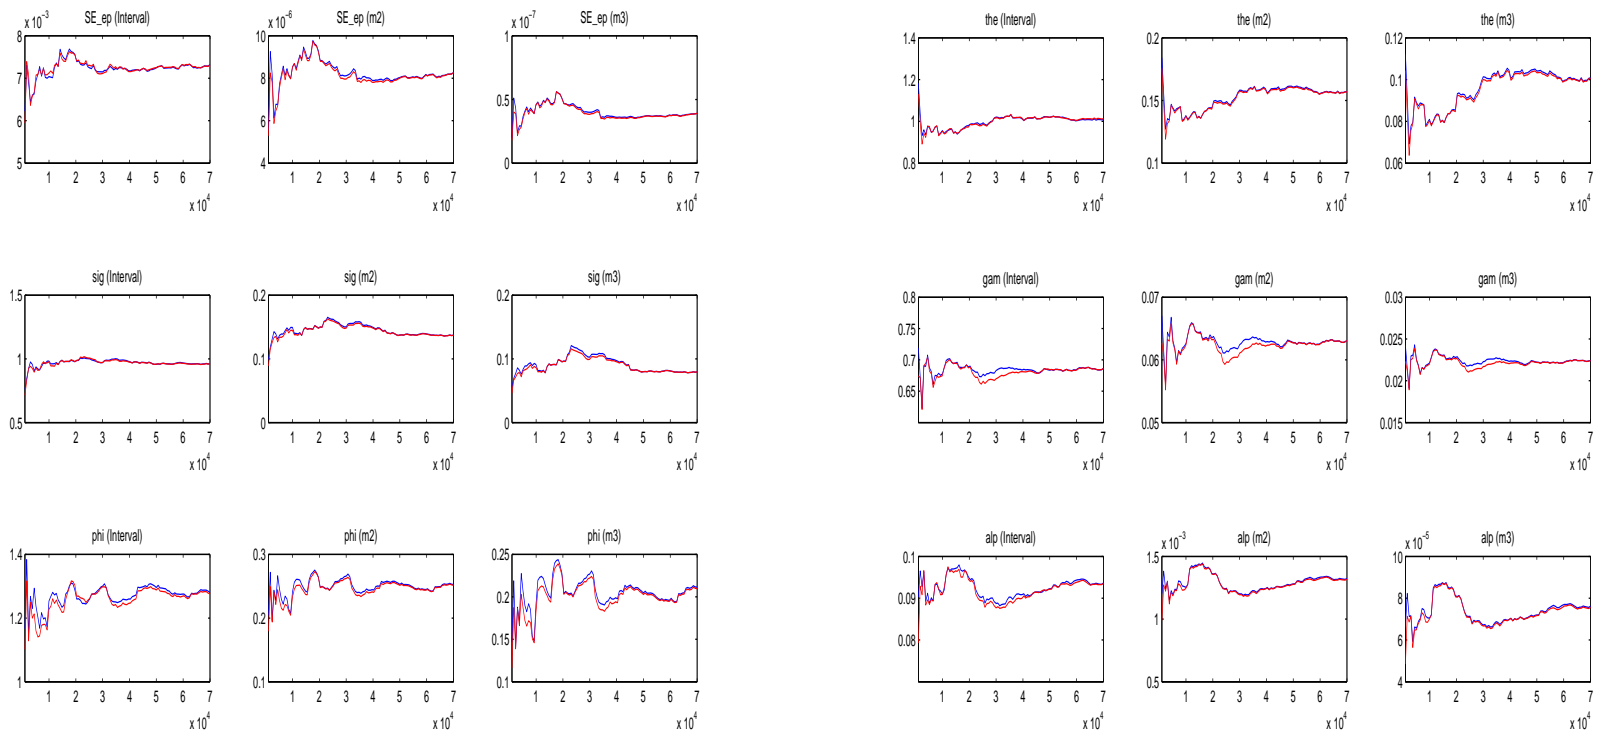 x 10^-3 SE_ep (Interval)
8
7
6
5
1 2 3 4 5 6 7
x 10^4
x 10^-6 SE_ep (m2)
10
8
6
4
1 2 3 4 5 6 7
x 10^4
x 10^-7 SE_ep (m3)
1
0.5
0
1 2 3 4 5 6 7
x 10^4
the (Interval)
1.4
1.2
1
0.8
1 2 3 4 5 6 7
x 10^4
the (m2)
0.2
0.15
0.1
1 2 3 4 5 6 7
x 10^4
the (m3)
0.12
0.1
0.08
0.06
1 2 3 4 5 6 7
x 10^4
sig (Interval)
1.5
1
0.5
1 2 3 4 5 6 7
x 10^4
sig (m2)
0.2
0.1
0
1 2 3 4 5 6 7
x 10^4
sig (m3)
0.2
0.1
0
1 2 3 4 5 6 7
x 10^4
gam (Interval)
0.8
0.75
0.7
0.65
1 2 3 4 5 6 7
x 10^4
gam (m2)
0.07
0.06
0.05
1 2 3 4 5 6 7
x 10^4
gam (m3)
0.03
0.025
0.02
0.015
1 2 3 4 5 6 7
x 10^4
phi (Interval)
1.4
1.2
1
1 2 3 4 5 6 7
x 10^4
phi (m2)
0.3
0.2
0.1
1 2 3 4 5 6 7
x 10^4
phi (m3)
0.25
0.2
0.15
0.1
1 2 3 4 5 6 7
x 10^4
alp (Interval)
0.1
0.09
0.08
1 2 3 4 5 6 7
x 10^4
x 10^-3 alp (m2)
1.5
1
0.5
1 2 3 4 5 6 7
x 10^4
x 10^-5 alp (m3)
10
8
6
4
1 2 3 4 5 6 7
x 10^4